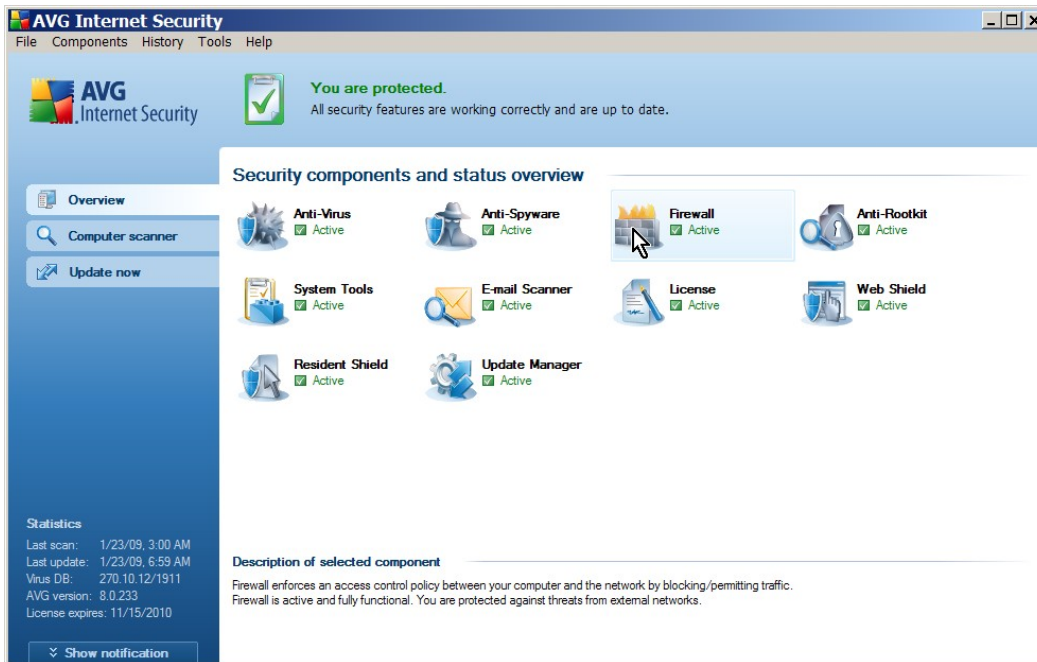 AVG Internet Security
File Components History Tools Help
AVG
Internet Security
You are protected.
All security features are working correctly and are up to date.
Overview
Computer scanner
Update now
Security components and status overview
Anti-Virus
Active
Anti-Spyware
Active
Firewall
Active
Anti-Rootkit
Active
System Tools
Active
E-mail Scanner
Active
License
Active
Web Shield
Active
Resident Shield
Active
Update Manager
Active
Statistics
Last scan: 1/23/09, 3:00 AM
Last update: 1/23/09, 6:59 AM
Virus DB: 270.10.12/1911
AVG version: 8.0.233
License expires: 11/15/2010
Show notification
Description of selected component
Firewall enforces an access control policy between your computer and the network by blocking/permitting traffic.
Firewall is active and fully functional. You are protected against threats from external networks.